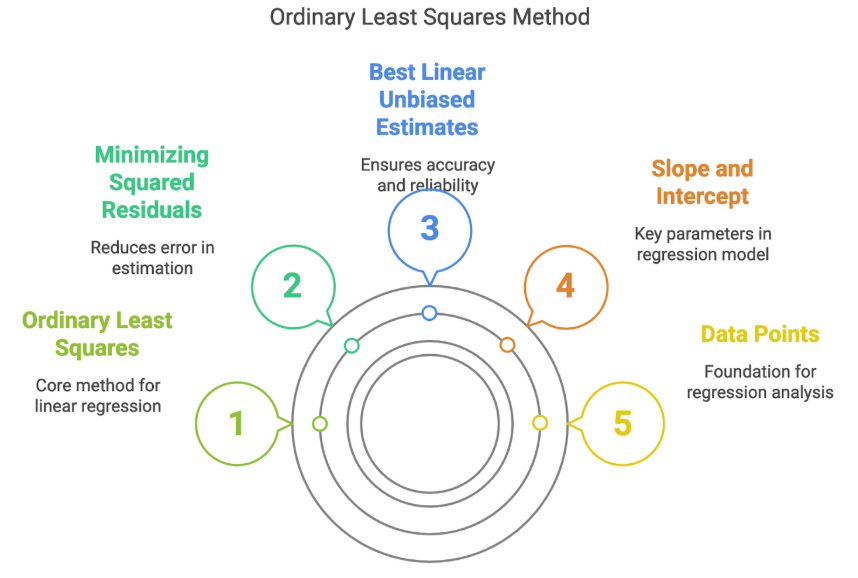 Ordinary Least Squares Method
Best Linear
Unbiased
Estimates
Ensures accuracy
and reliability
3
Minimizing
Squared
Residuals
Reduces error in
estimation
2
Slope and
Intercept
Key parameters in
regression model
4
Ordinary Least
Squares
Core method for
linear regression
1
Data Points
Foundation for
regression analysis
5